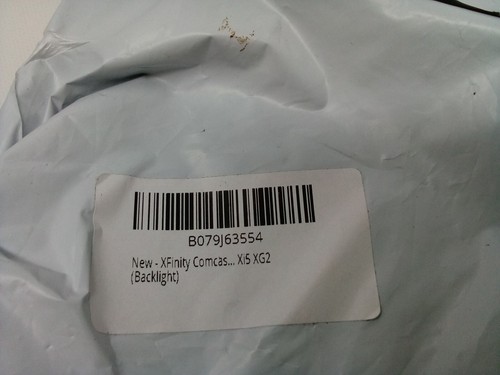 B079J63554
New - XFinity Comcas... Xi5 XG2
(Backlight)